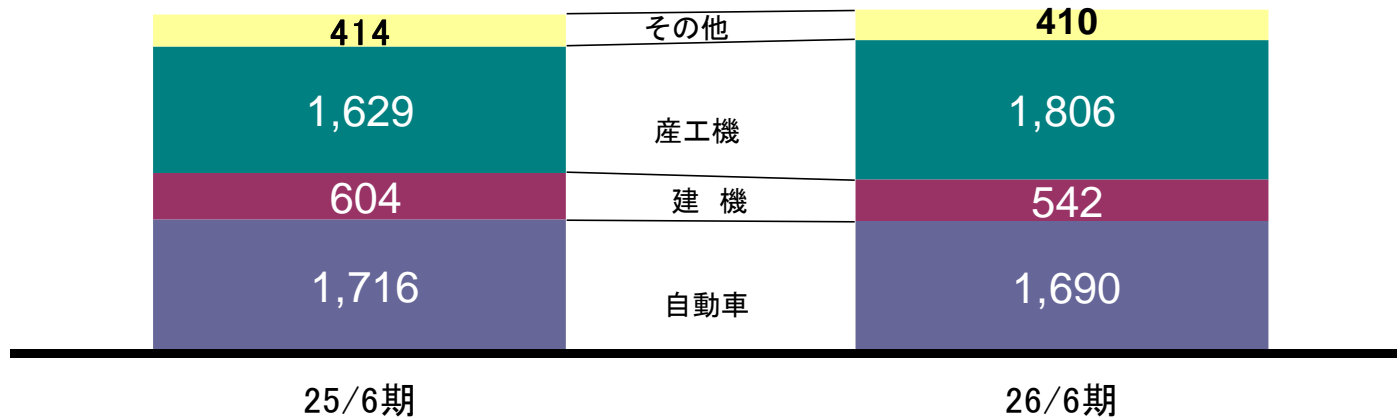 414 その他 410
1,629 産工機 1,806
604 建　機 542
1,716 自動車 1,690
25/6期 26/6期